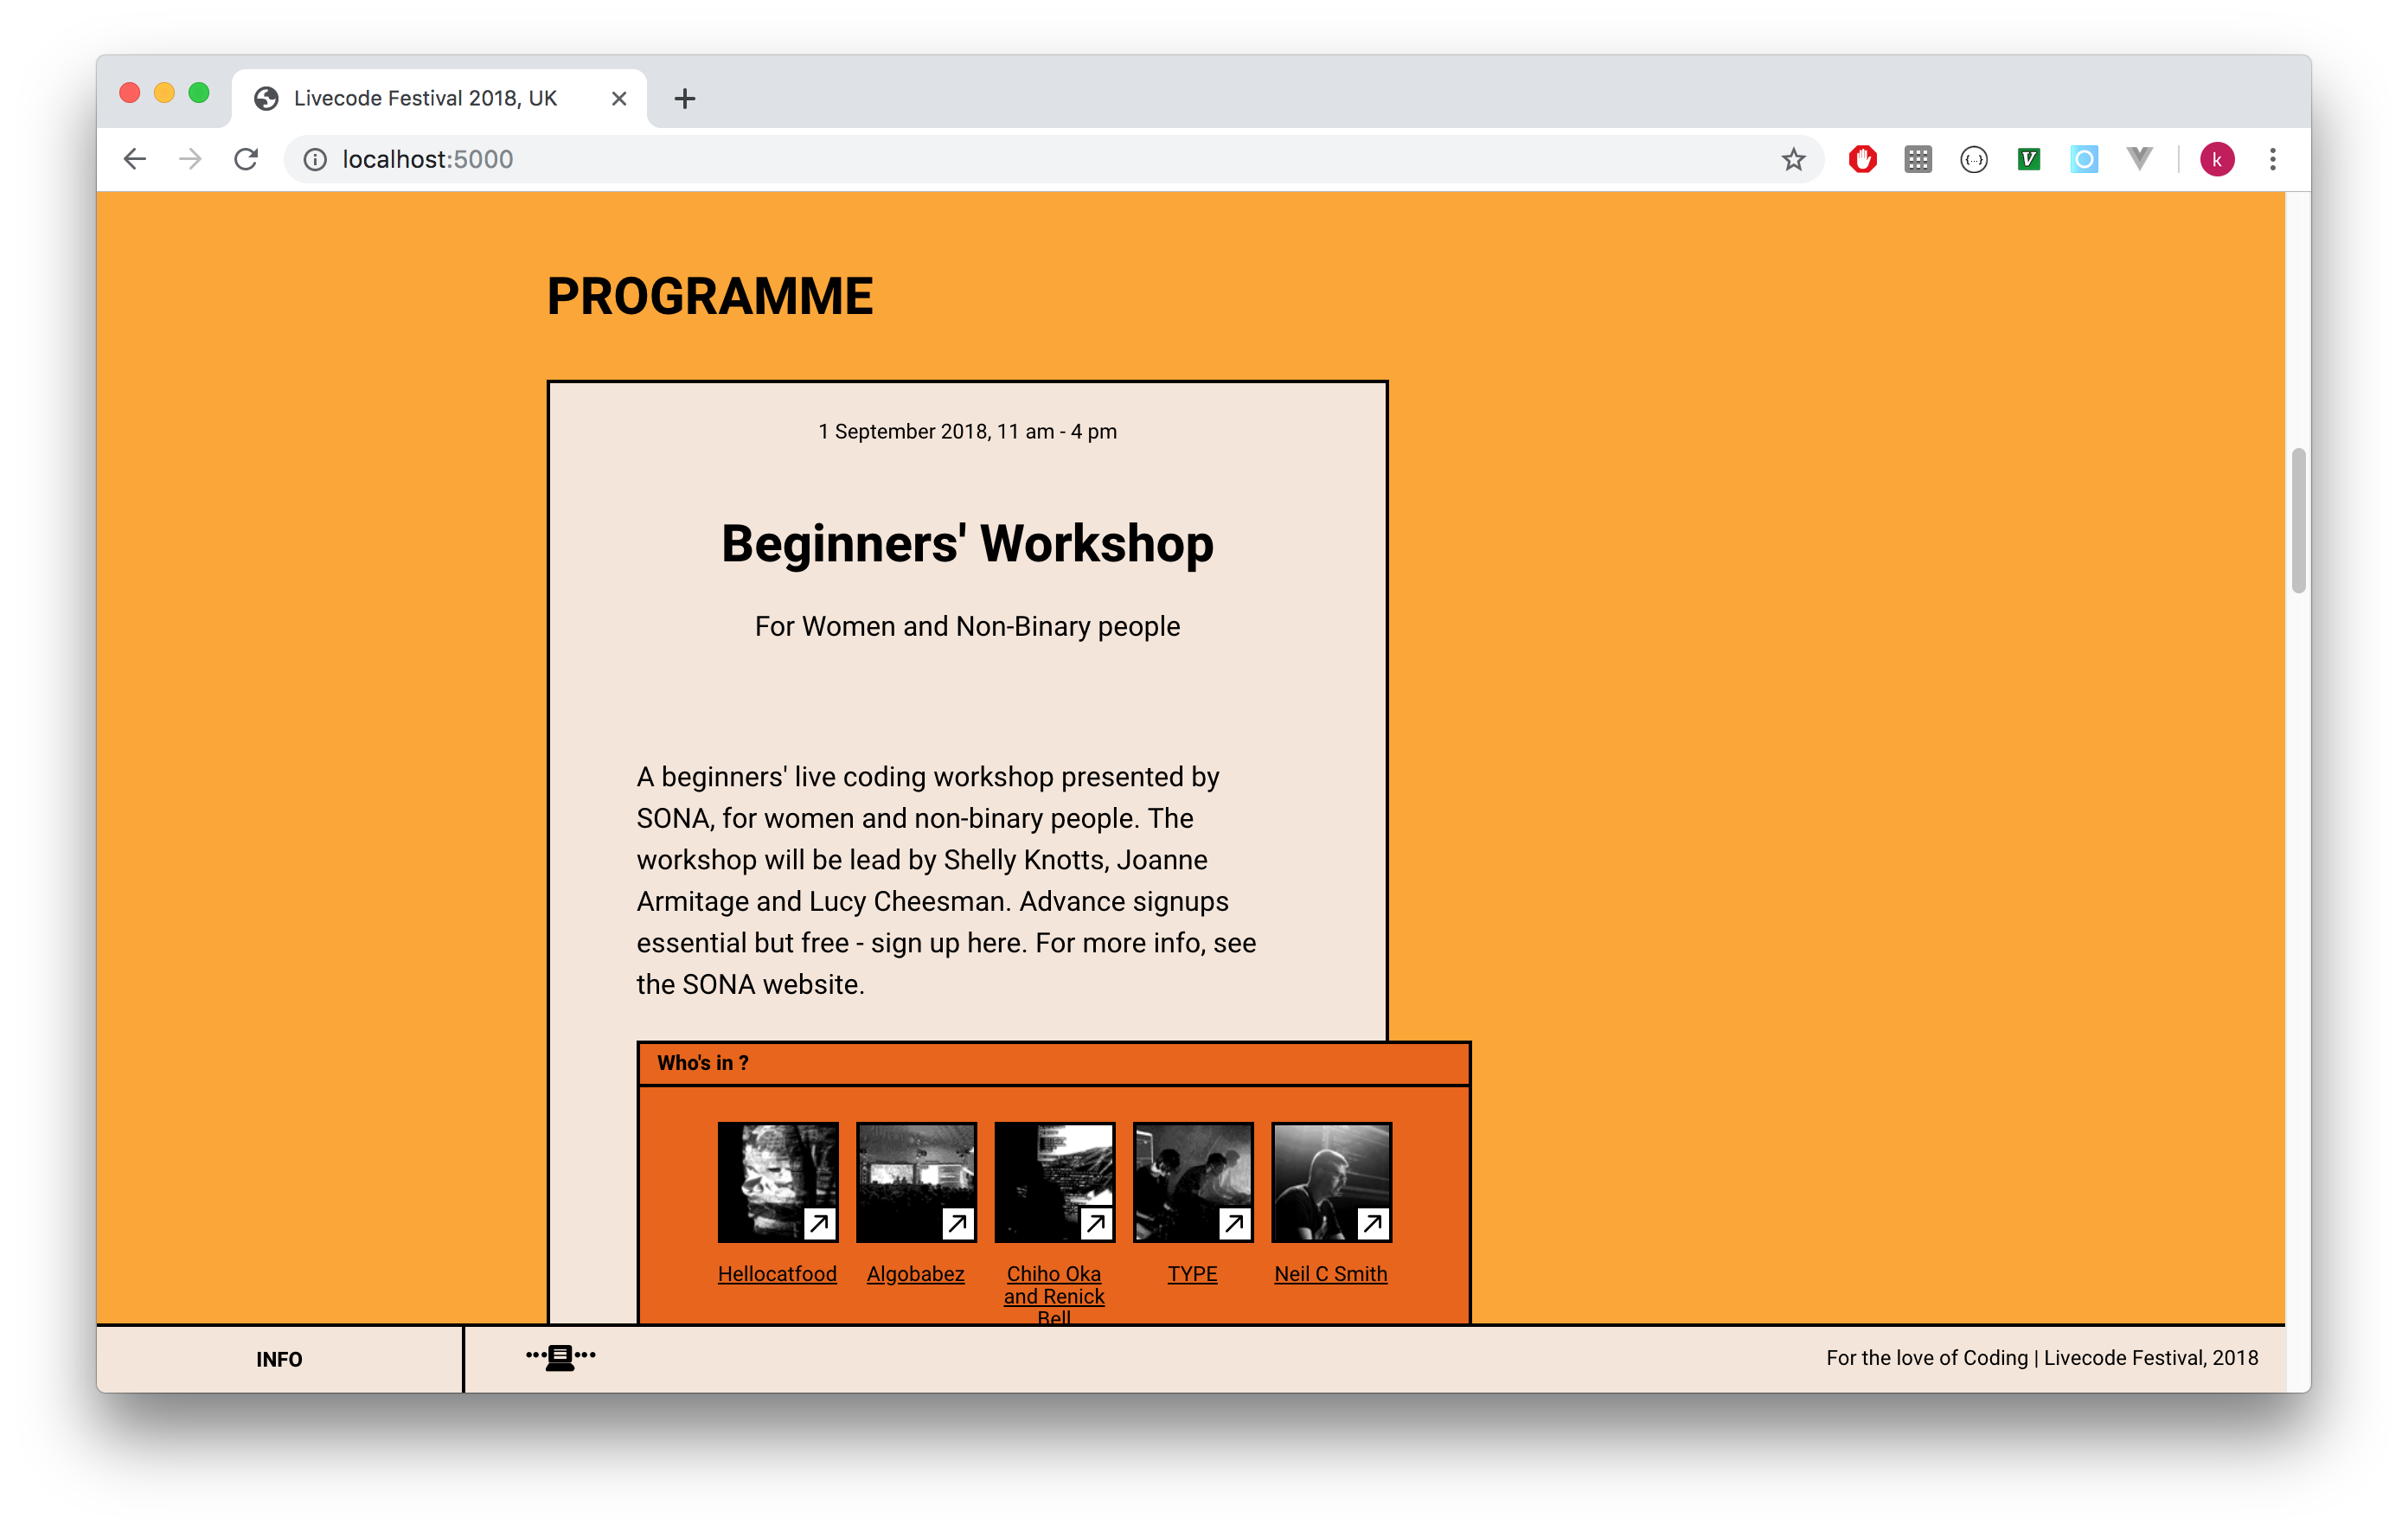 Livecode Festival 2018, UK
localhost:5000
k
PROGRAMME
1 September 2018, 11 am - 4 pm
Beginners' Workshop
For Women and Non-Binary people
A beginners' live coding workshop presented by
SONA, for women and non-binary people. The
workshop will be lead by Shelly Knotts, Joanne
Armitage and Lucy Cheesman. Advance signups
essential but free - sign up here. For more info, see
the SONA website.
Who's in ?
Hellocatfood
Algobabez
Chiho Oka
and Renick
Bell
TYPE
Neil C Smith
INFO
For the love of Coding | Livecode Festival, 2018